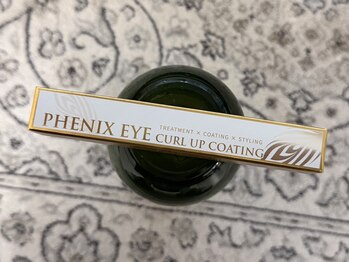 TREATMENT × COATING × STYLING
PHENIX EYE CURL UP COATING